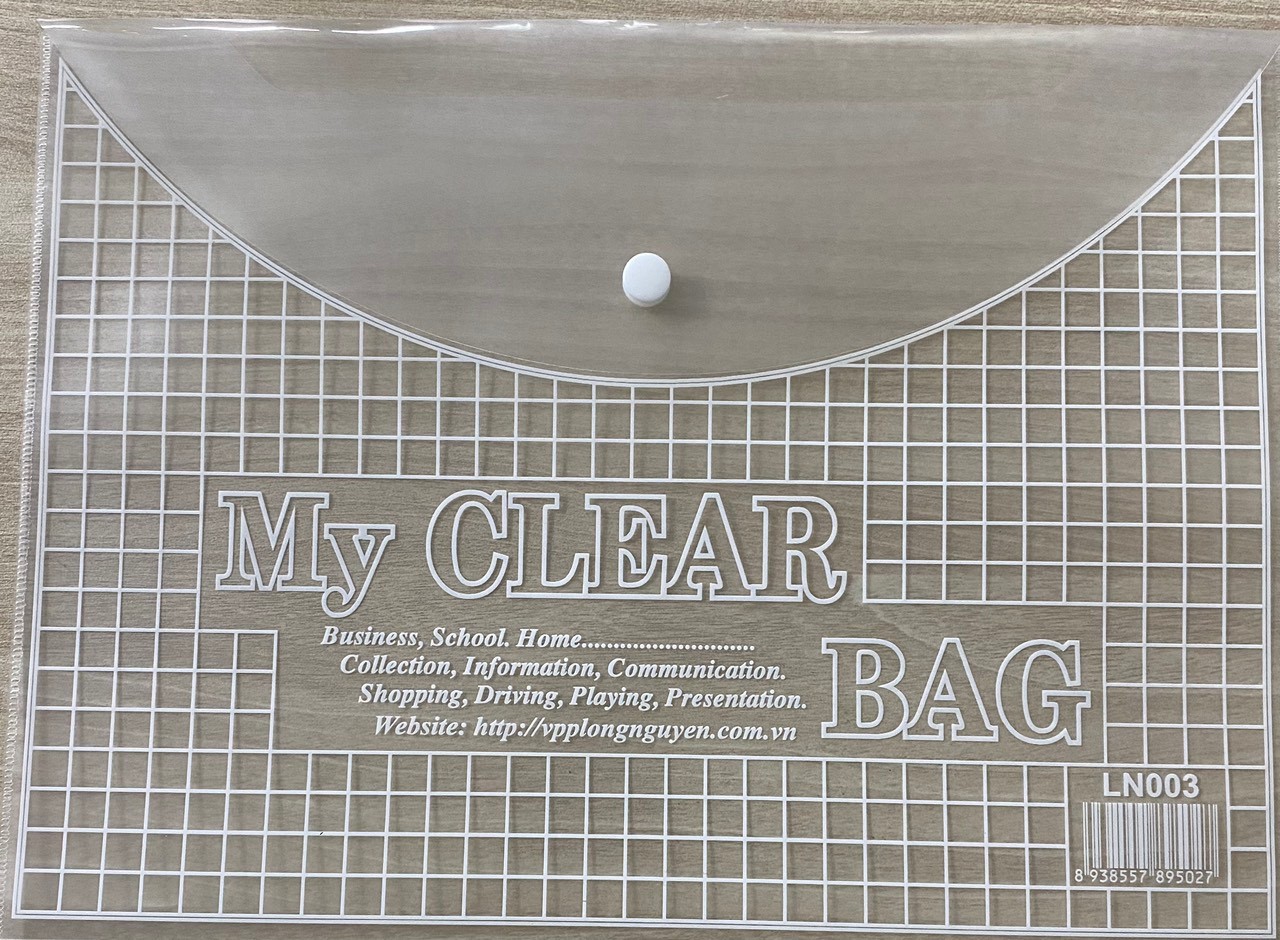 My CLEAR
Business, School. Home............................
Collection, Information, Communication.
Shopping, Driving, Playing, Presentation.
Website: http://vpplongnguyen.com.vn
BAG
LN003
8 938557 895027